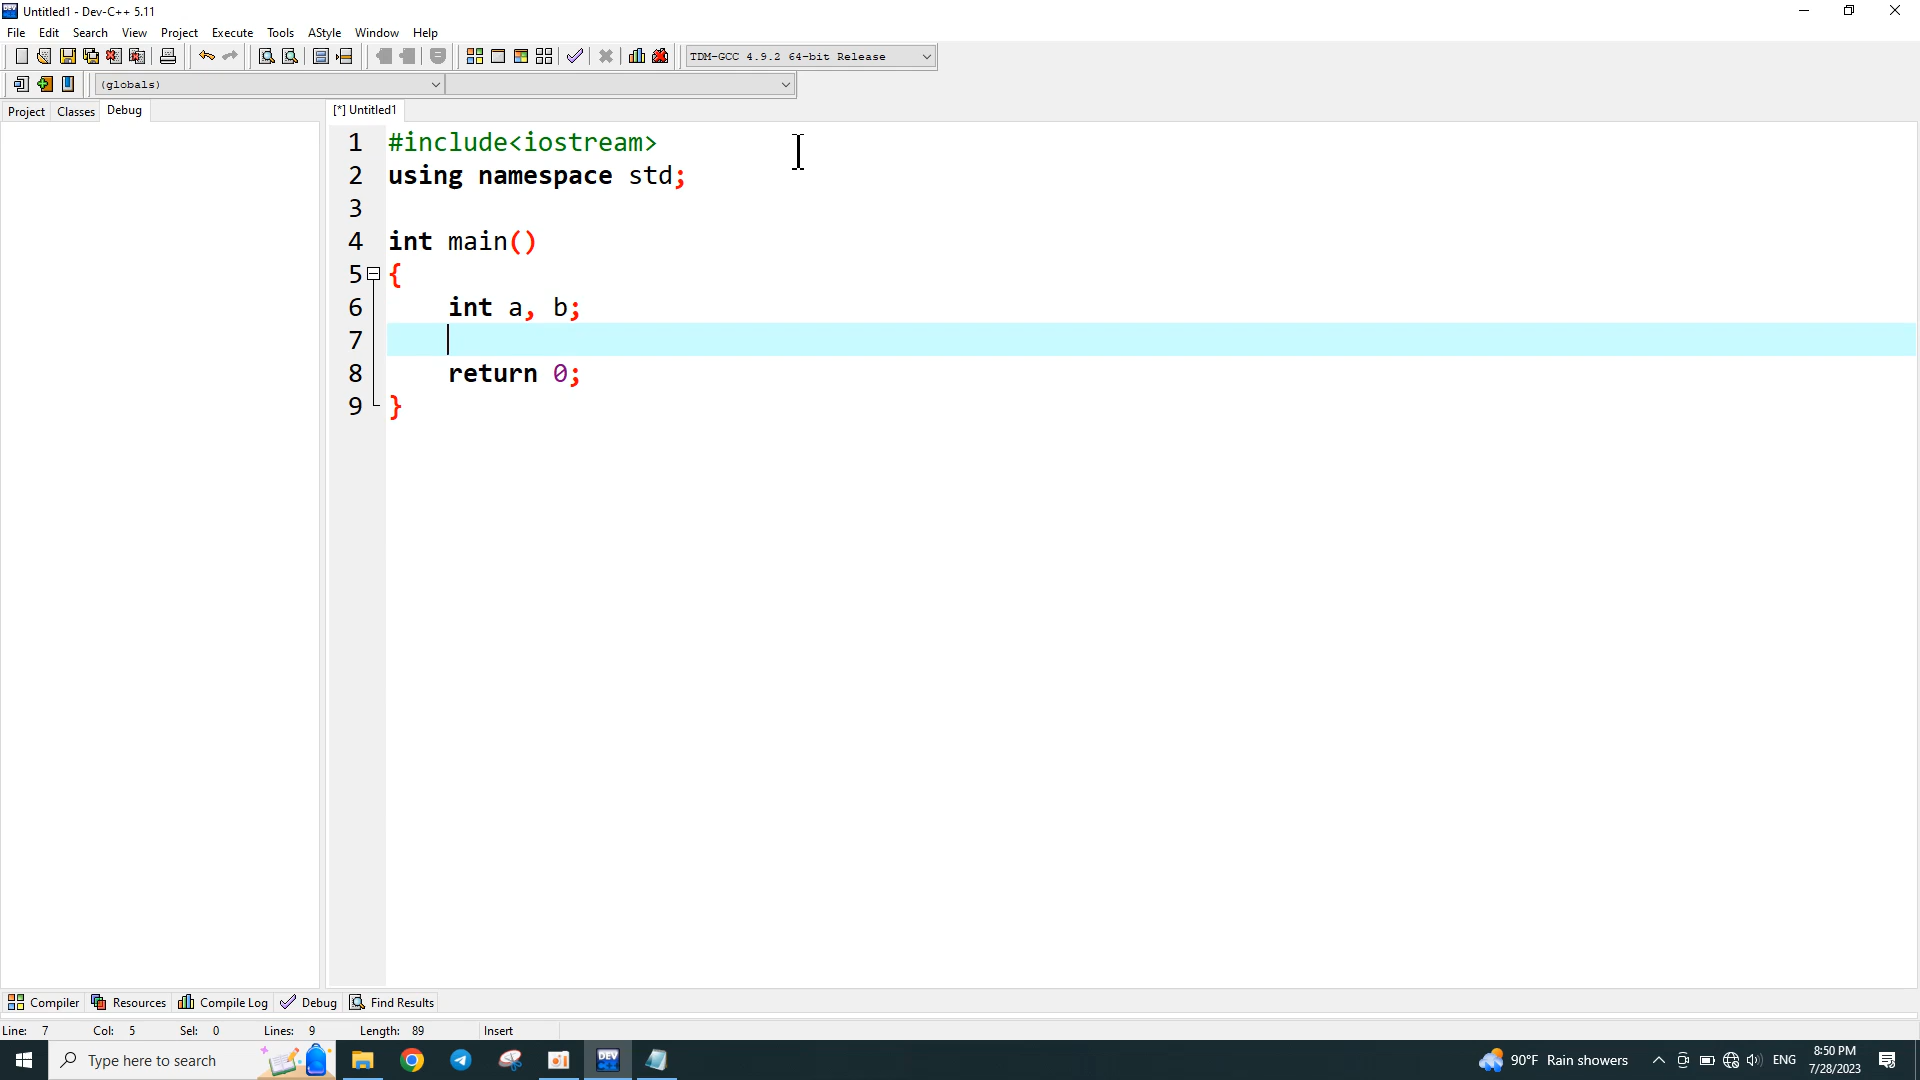 Untitled1 - Dev-C++ 5.11
File Edit Search View Project Execute Tools AStyle Window Help
TDM-GCC 4.9.2 64-bit Release
(globals)
Project Classes Debug
[*] Untitled1
1 #include<iostream>
2 using namespace std;
3
4 int main()
5 {
6 int a, b;
7
8 return 0;
9 }
Compiler Resources Compile Log Debug Find Results
Line: 7 Col: 5 Sel: 0 Lines: 9 Length: 89 Insert
Type here to search
DEV
90°F Rain showers
ENG
8:50 PM
7/28/2023